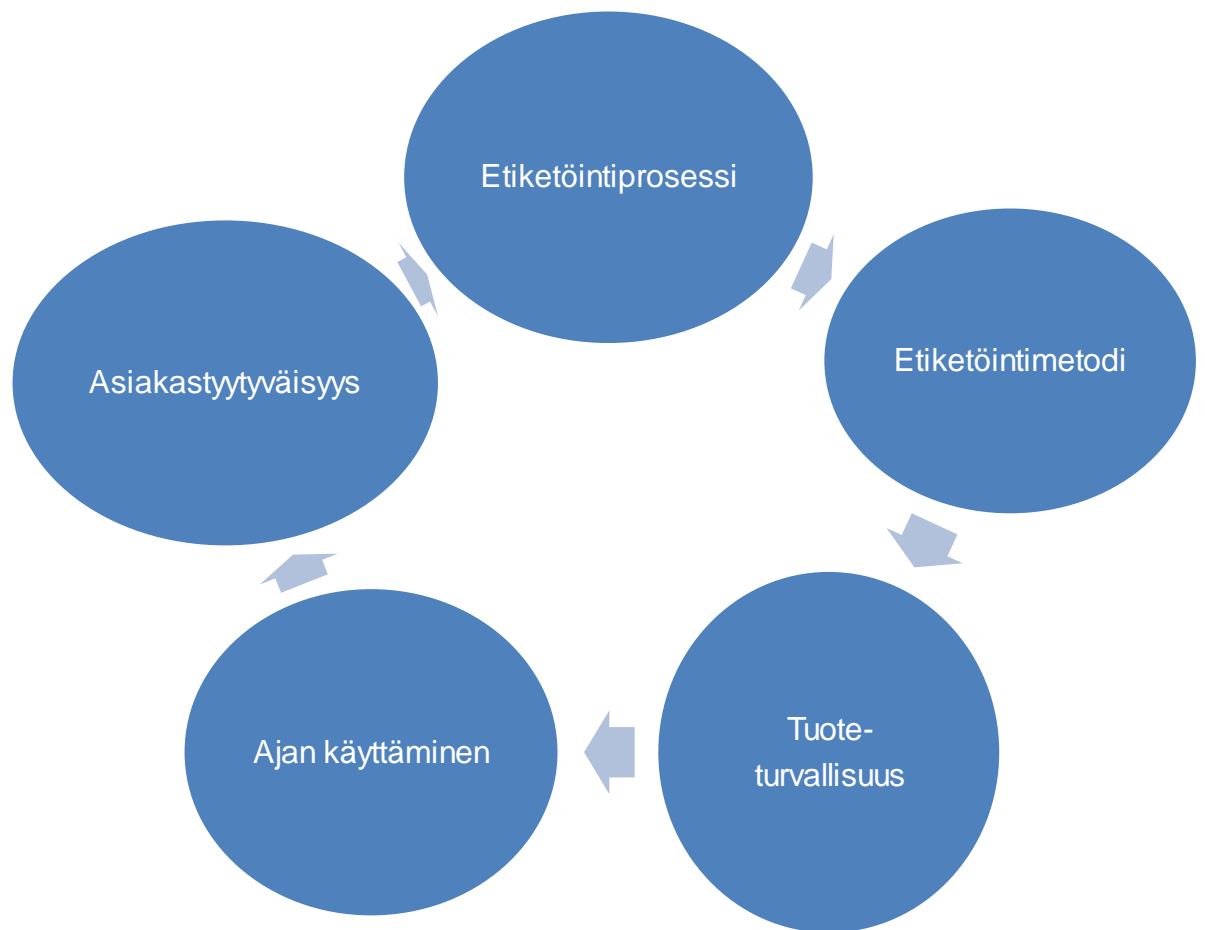 Etiketöintiprosessi
Etiketöintimetodi
Tuote-
turvallisuus
Ajan käyttäminen
Asiakastyytyväisyys